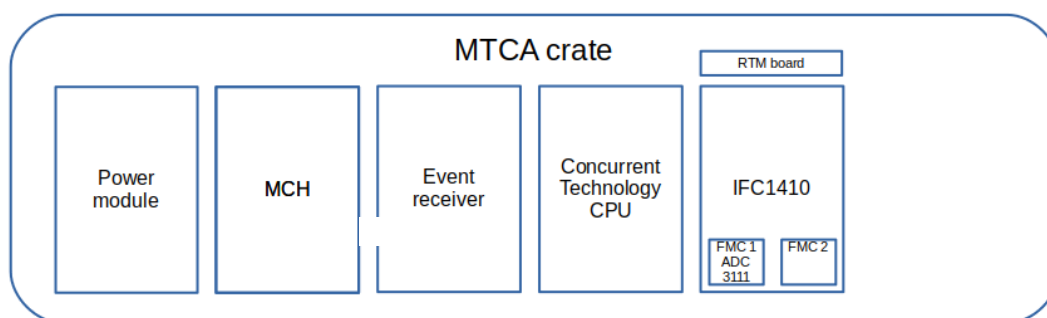 MTCA crate
RTM board
Power
module
MCH
Event
receiver
Concurrent
Technology
CPU
IFC1410
FMC 1
ADC
3111
FMC 2